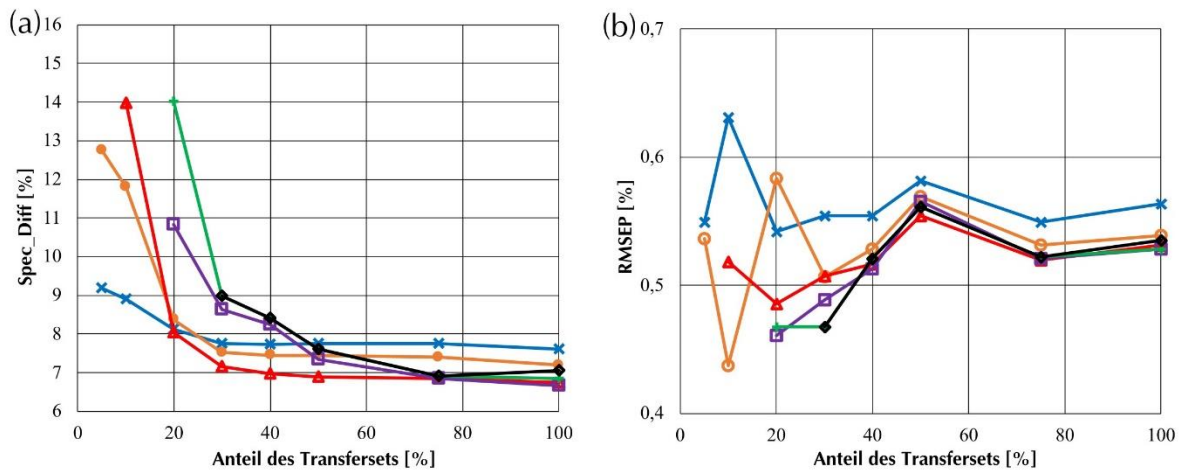 (a)
16
15
14
13
12
11
10
9
8
7
6
Spec_Diff [%]
0 20 40 60 80 100
Anteil des Transfersets [%]
(b)
0,7
0,6
0,5
0,4
RMSEP [%]
0 20 40 60 80 100
Anteil des Transfersets [%]